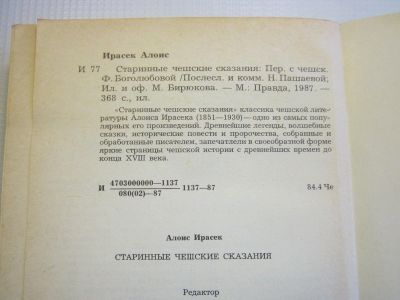 Ирасек Алоис
И 77 Старинные чешские сказания: Пер. с чешск.
Ф. Боголюбовой /Послесл. и комм. Н. Пашаевой;
Ил. и оф. М. Бирюкова. — М.: Правда, 1987. —
368 с., ил.
«Старинные чешские сказания» классика чешской лите-
ратуры Алоиса Ирасека (1851—1930) — одно из самых попу-
лярных его произведений. Древнейшие легенды, волшебные
сказки, исторические повести и пророчества, собранные и
обработанные писателем, запечатлели в своеобразной форме
яркие страницы чешской истории с древнейших времен до
конца XVIII века.
И 4703000000—1137
080(02)—87
1137—87
84.4 Че
Алоис Ирасек
СТАРИННЫЕ ЧЕШСКИЕ СКАЗАНИЯ
Редактор